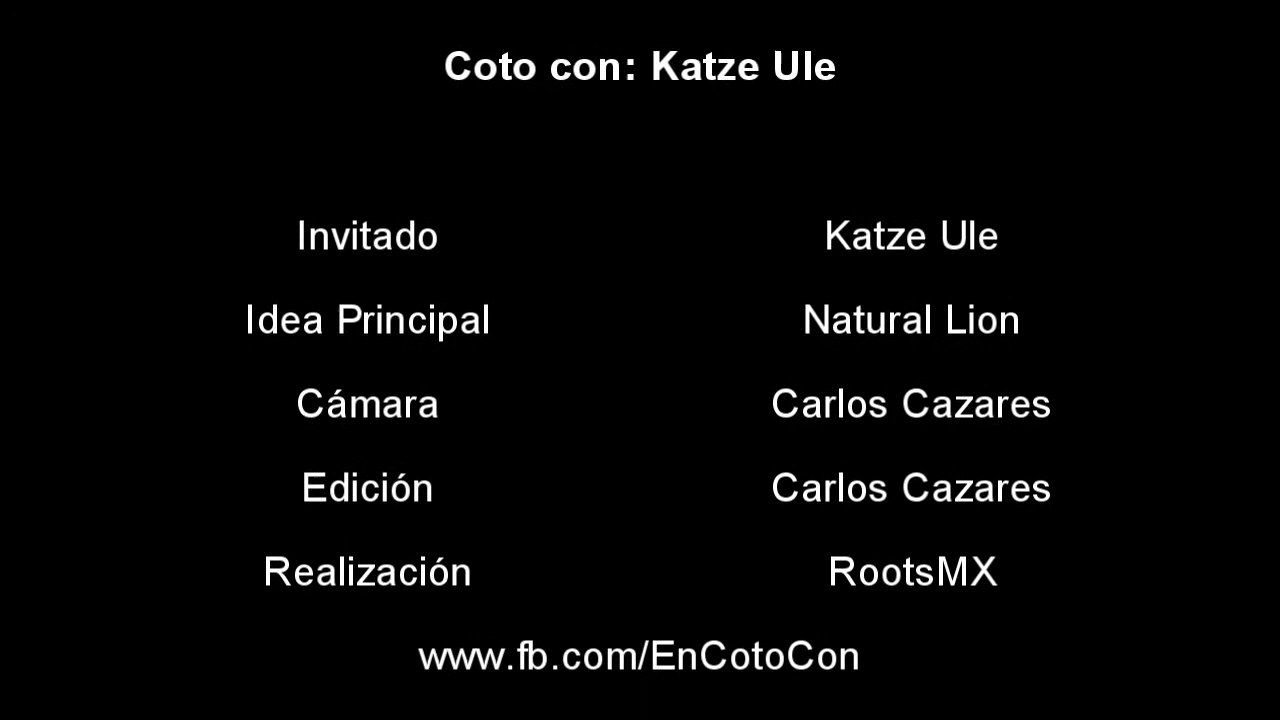 Coto con: Katze Ule
Invitado Katze Ule
Idea Principal Natural Lion
Cámara Carlos Cazares
Edición Carlos Cazares
Realización RootsMX
www.fb.com/EnCotoCon